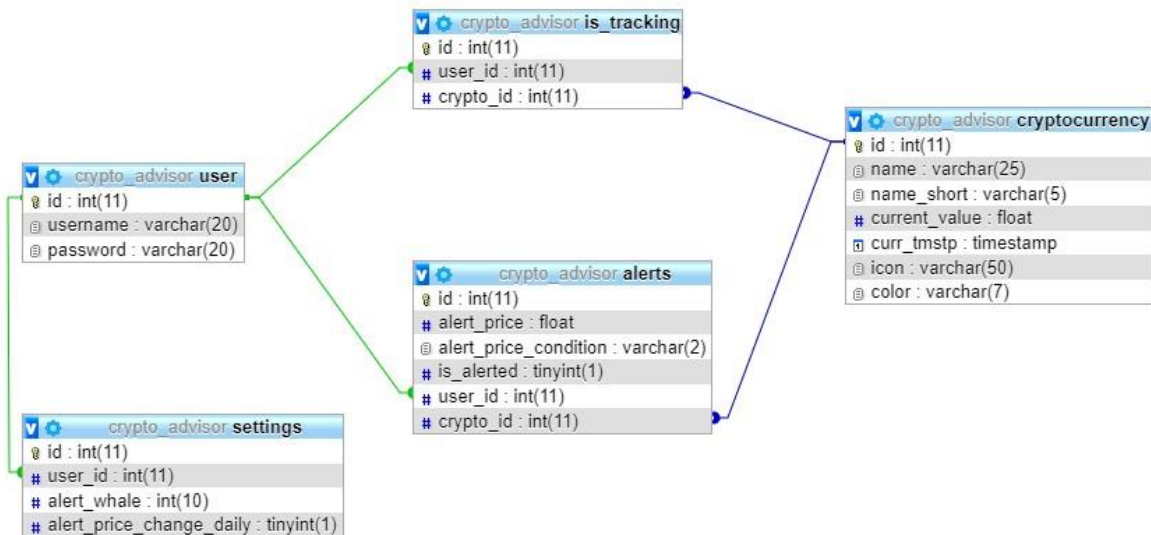 crypto_advisor is_tracking
id : int(11)
user_id : int(11)
crypto_id : int(11)
crypto_advisor cryptocurrency
id : int(11)
name : varchar(25)
name_short : varchar(5)
current_value : float
curr_tmstp : timestamp
icon : varchar(50)
color : varchar(7)
crypto_advisor user
id : int(11)
username : varchar(20)
password : varchar(20)
crypto_advisor alerts
id : int(11)
alert_price : float
alert_price_condition : varchar(2)
is_alerted : tinyint(1)
user_id : int(11)
crypto_id : int(11)
crypto_advisor settings
id : int(11)
user_id : int(11)
alert_whale : int(10)
alert_price_change_daily : tinyint(1)